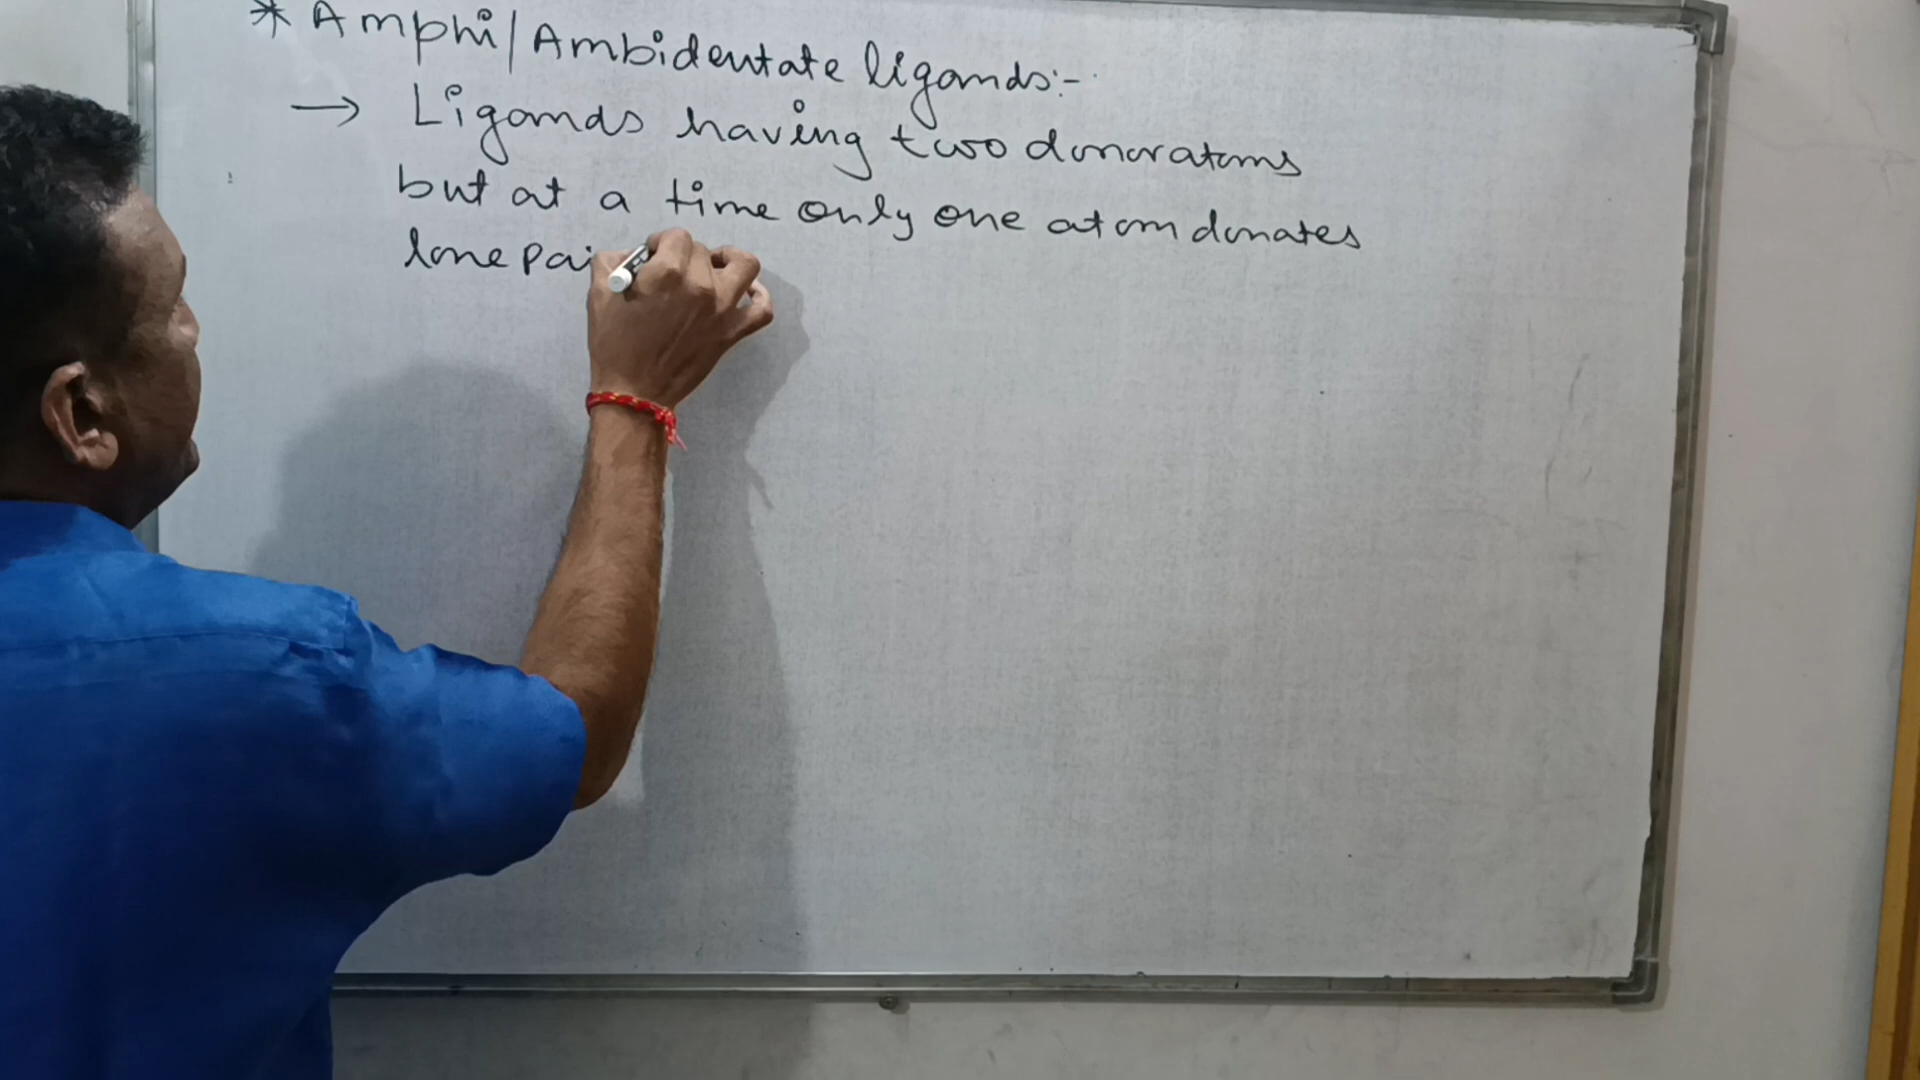 * Amphi/Ambidentate ligands:-
→ Ligands having two donor atoms
but at a time only one atom donates
lone pai